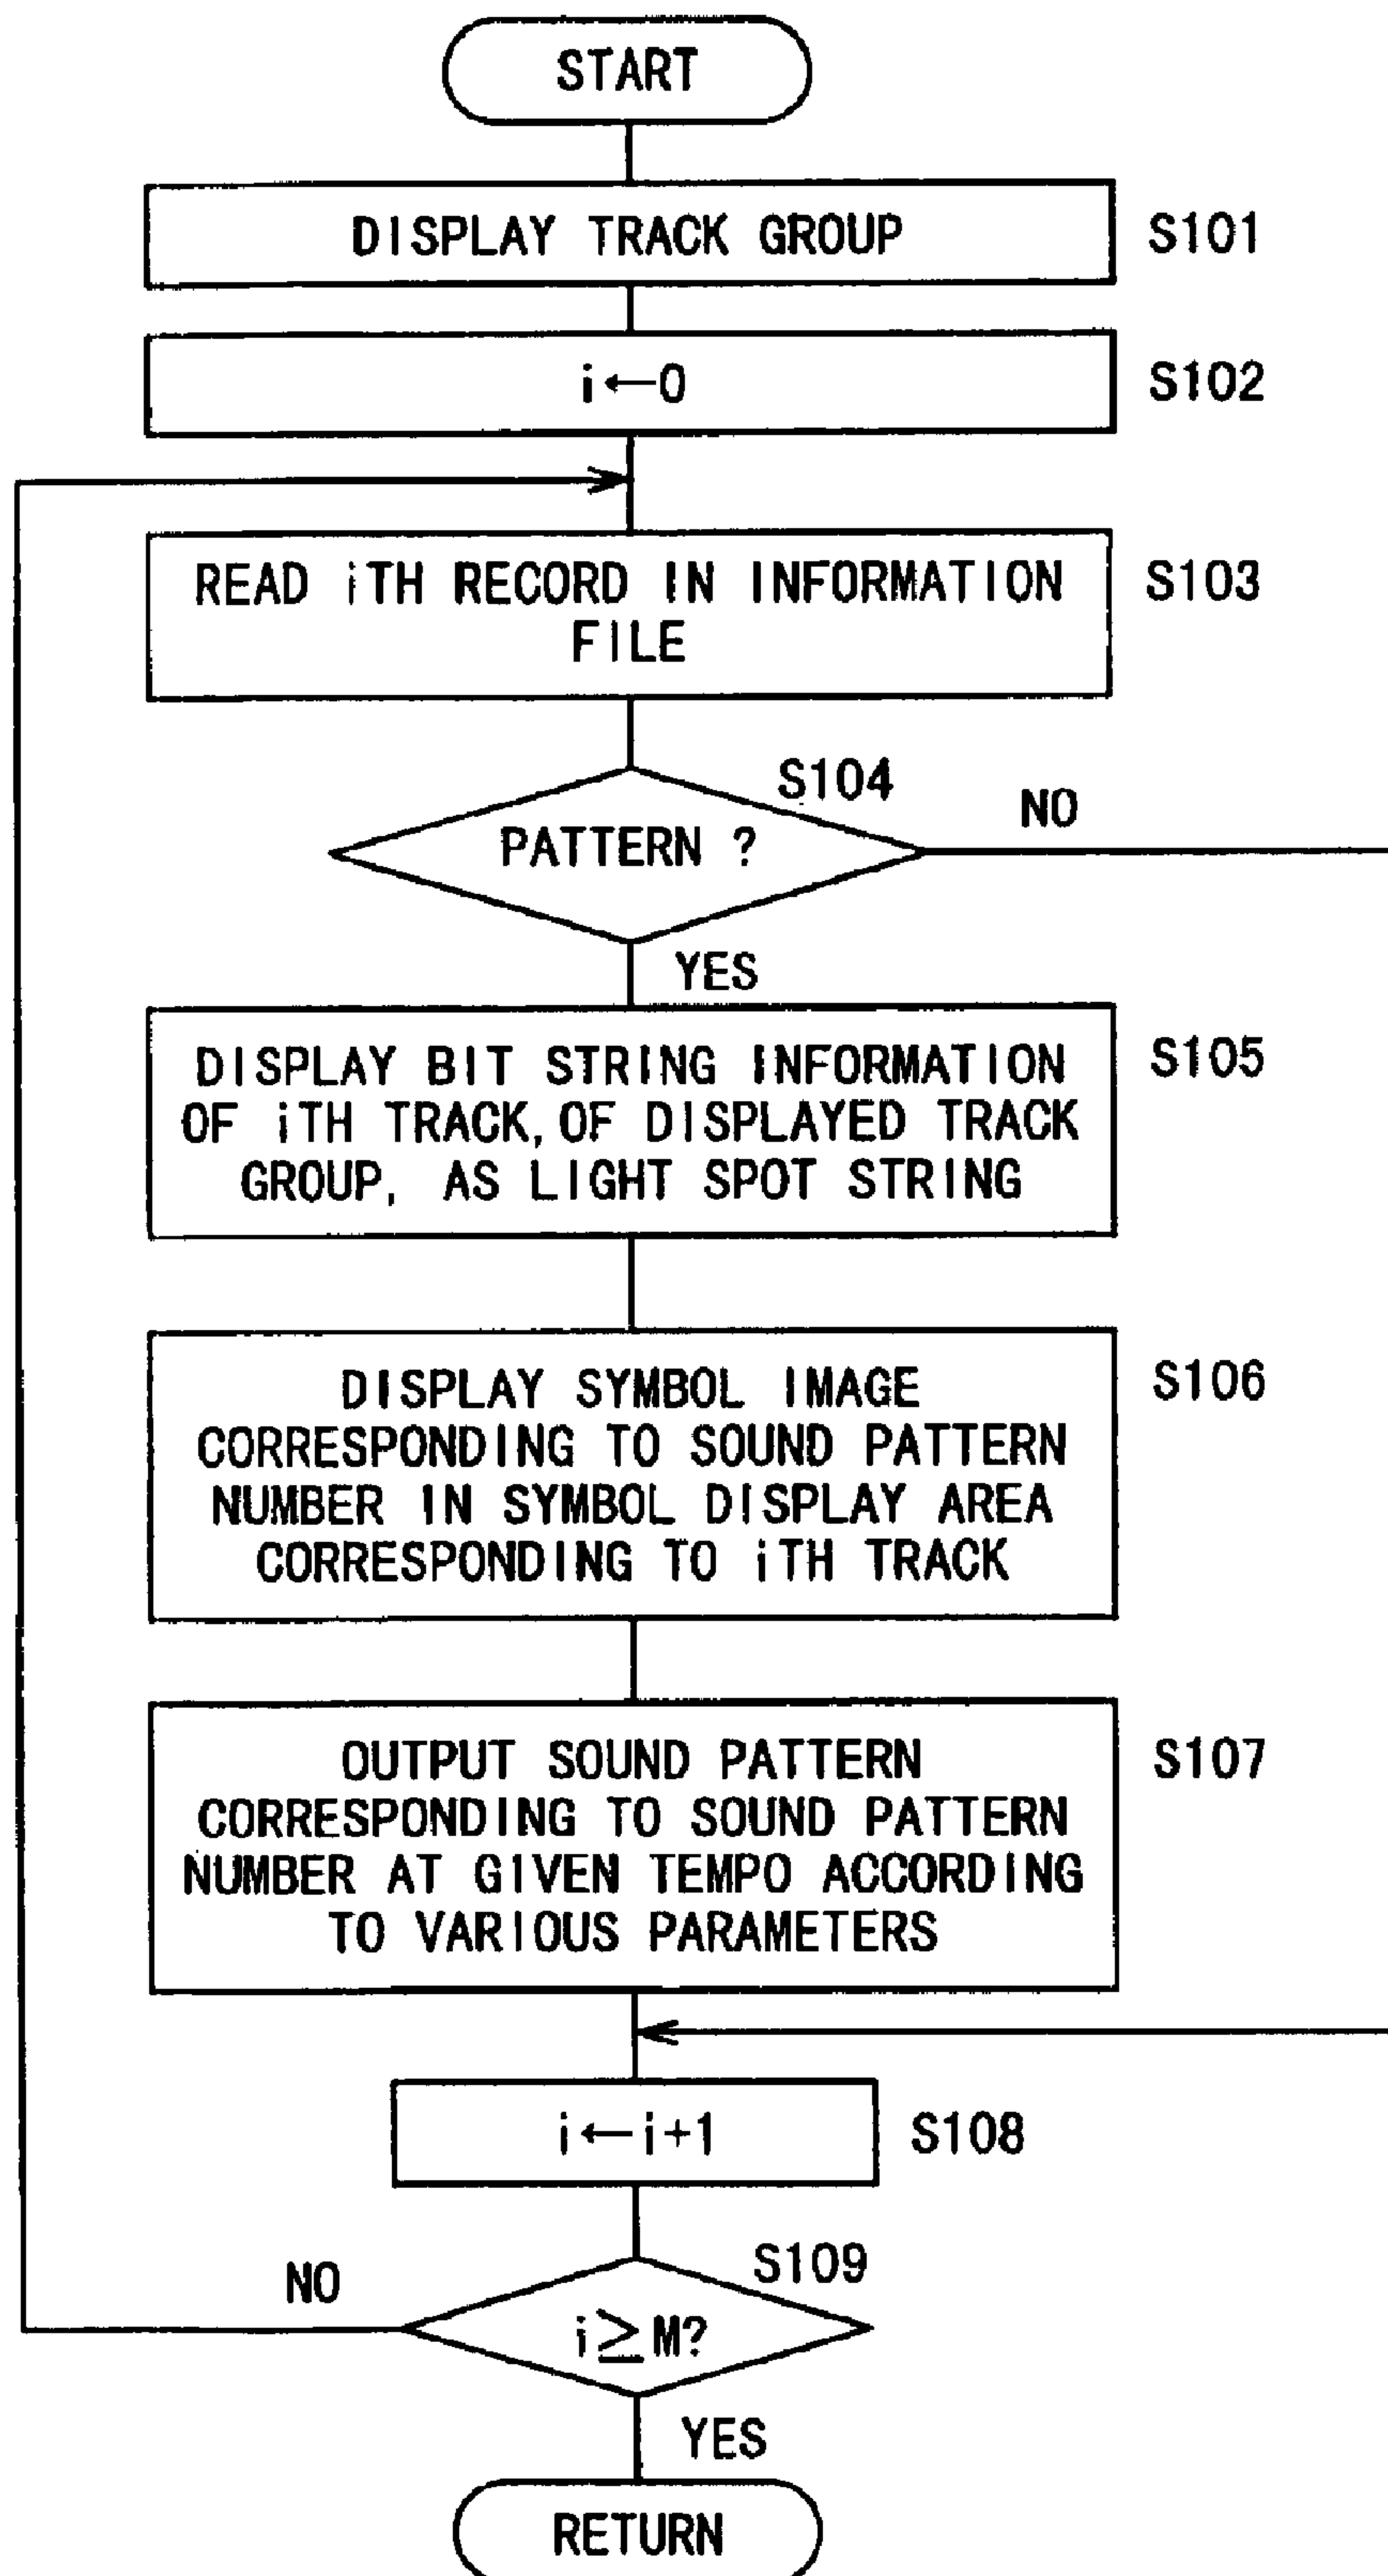 START
DISPLAY TRACK GROUP
S101
i←0
S102
READ iTH RECORD IN INFORMATION
FILE
S103
S104
PATTERN ?
NO
YES
DISPLAY BIT STRING INFORMATION
OF iTH TRACK, OF DISPLAYED TRACK
GROUP, AS LIGHT SPOT STRING
S105
DISPLAY SYMBOL IMAGE
CORRESPONDING TO SOUND PATTERN
NUMBER IN SYMBOL DISPLAY AREA
CORRESPONDING TO iTH TRACK
S106
OUTPUT SOUND PATTERN
CORRESPONDING TO SOUND PATTERN
NUMBER AT GIVEN TEMPO ACCORDING
TO VARIOUS PARAMETERS
S107
i←i+1
S108
S109
NO
i≧M?
YES
RETURN